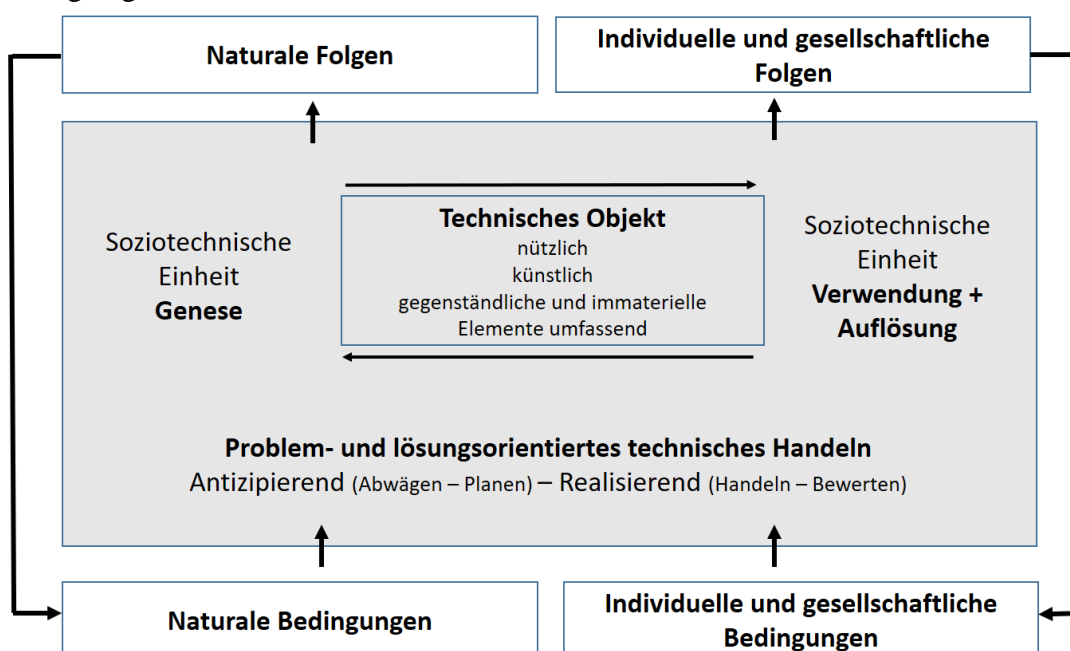 Naturale Folgen
Individuelle und gesellschaftliche
Folgen
Soziotechnische
Einheit
Genese
Technisches Objekt
nützlich
künstlich
gegenständliche und immaterielle
Elemente umfassend
Soziotechnische
Einheit
Verwendung +
Auflösung
Problem- und lösungsorientiertes technisches Handeln
Antizipierend (Abwägen – Planen) – Realisierend (Handeln – Bewerten)
Naturale Bedingungen
Individuelle und gesellschaftliche
Bedingungen